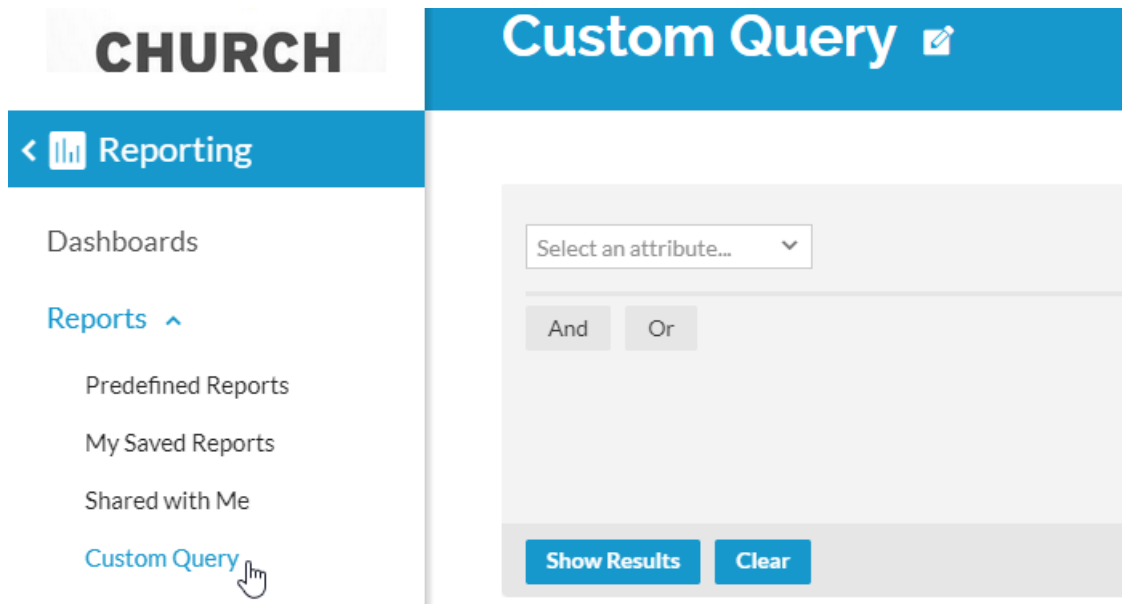 CHURCH
Reporting
Dashboards
Reports
Predefined Reports
My Saved Reports
Shared with Me
Custom Query
Custom Query
Select an attribute...
And Or
Show Results Clear